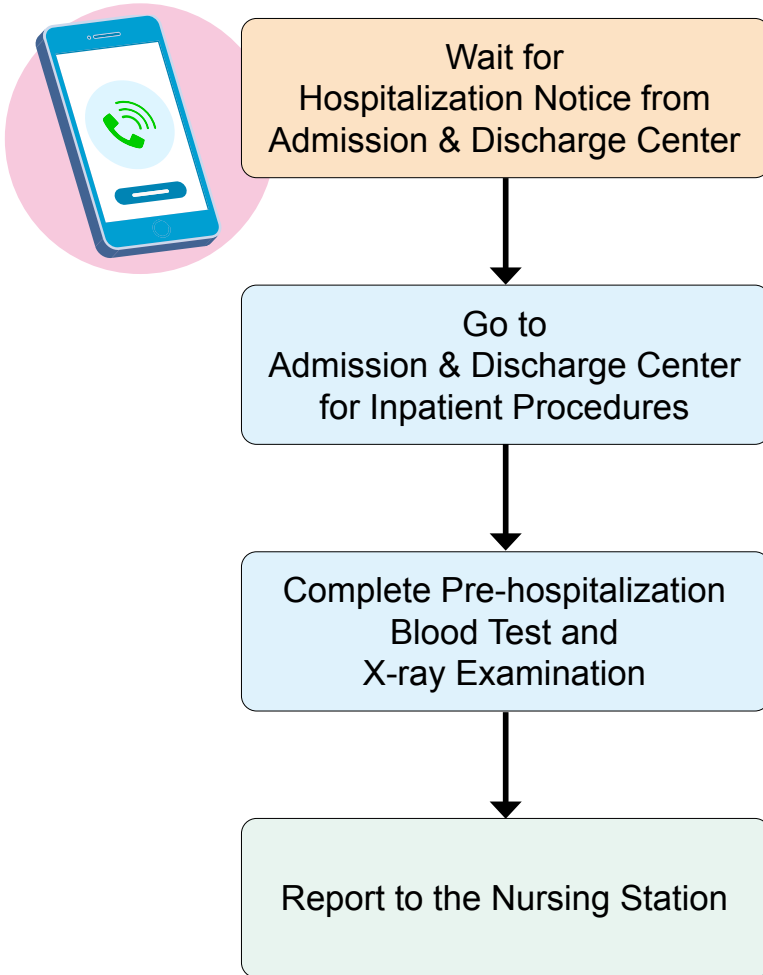 Wait for
Hospitalization Notice from
Admission & Discharge Center
Go to
Admission & Discharge Center
for Inpatient Procedures
Complete Pre-hospitalization
Blood Test and
X-ray Examination
Report to the Nursing Station